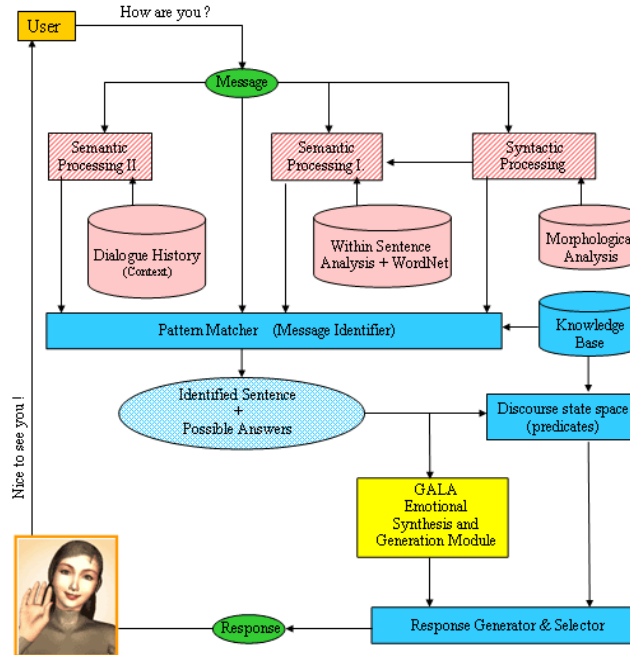 How are you ?
User
Message
Semantic
Processing II.
Semantic
Processing I.
Syntactic
Processing
Dialogue History
(Context)
Within Sentence
Analysis + WordNet
Morphological
Analysis
Pattern Matcher (Message Identifier)
Knowledge
Base
Identified Sentence
+
Possible Answers
Discourse state space
(predicates)
Nice to see you !
GALA
Emotional
Synthesis and
Generation Module
Response
Response Generator & Selector